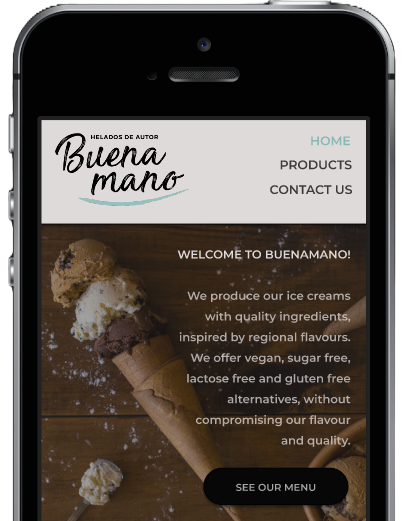 HELADOS DE AUTOR
Buena
mano
HOME
PRODUCTS
CONTACT US
WELCOME TO BUENAMANO!
We produce our ice creams
with quality ingredients,
inspired by regional flavours.
We offer vegan, sugar free,
lactose free and gluten free
alternatives, without
compromising our flavour
and quality.
SEE OUR MENU